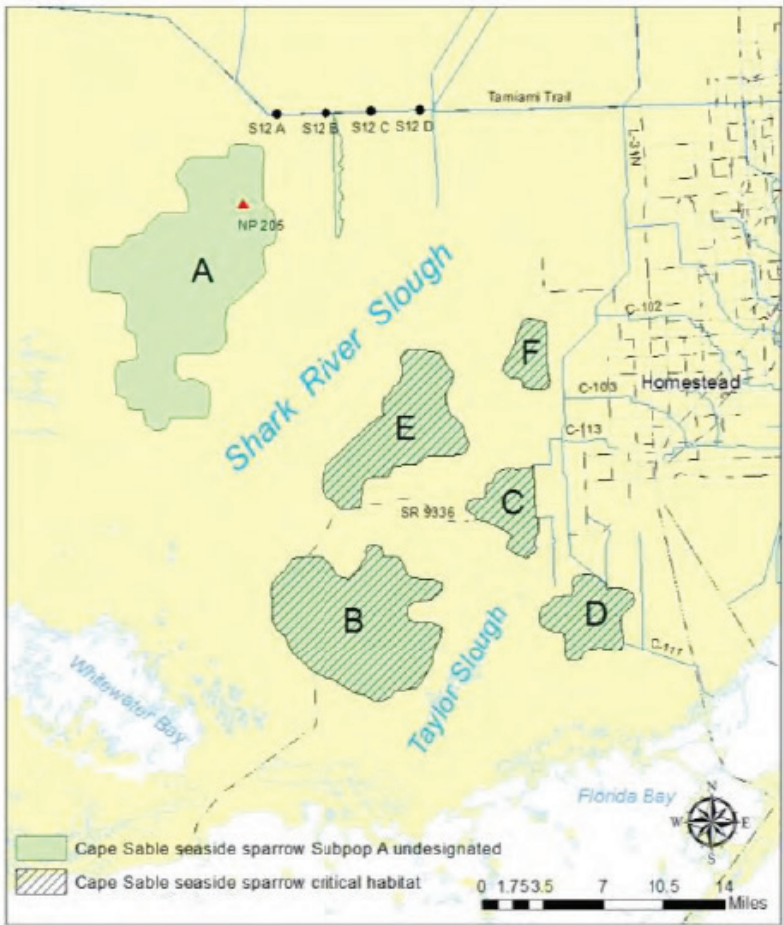 Tamiami Trail
S12 A S12 B S12 C S12 D
L-31N
NP 205
A
Shark River Slough
C-102
F
C-103
Homestead
E
C-113
C
SR 9336
B
D
Taylor Slough
C-111
Whitewater Bay
Florida Bay
N
W E
S
Cape Sable seaside sparrow Subpop A undesignated
Cape Sable seaside sparrow critical habitat
0 1.753.5 7 10.5 14
Miles